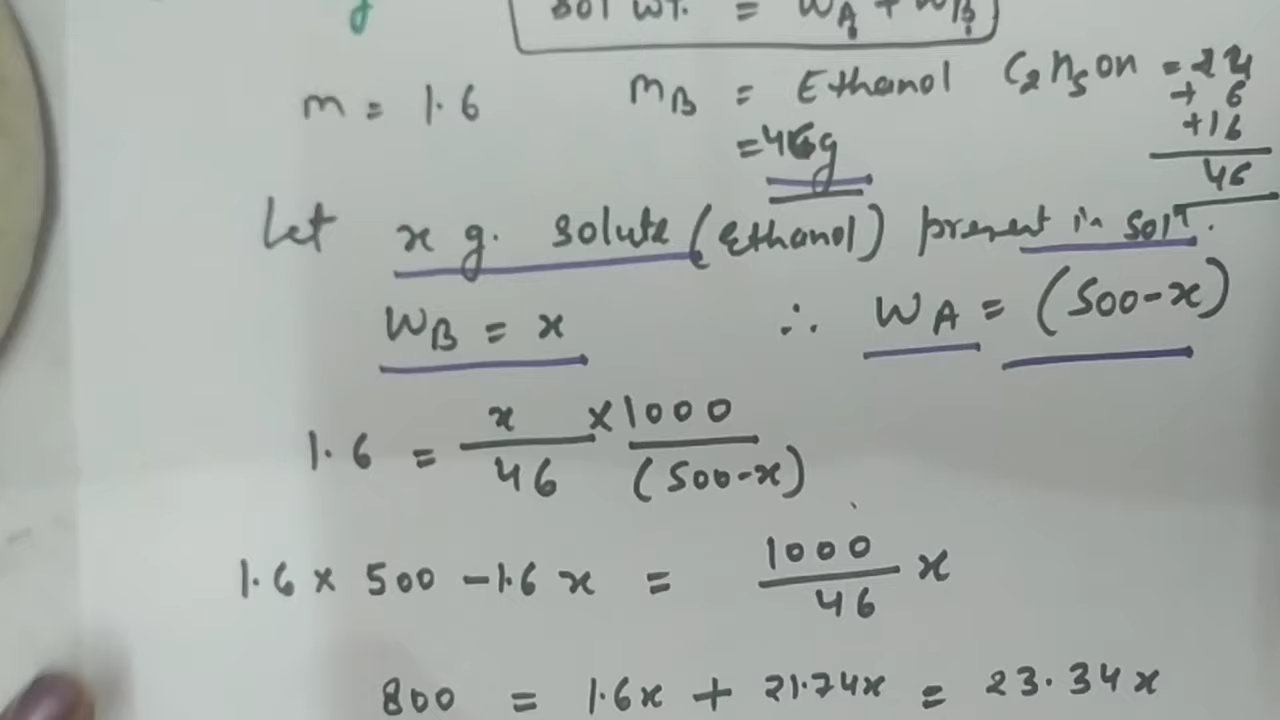 Sol wt. = WA + WB
m = 1.6 mB = Ethanol C2H5OH = 24
+ 6
= 46g +16
46
Let x g. solute (Ethanol) present in solⁿ.
WB = x ∴ WA = (500-x)
1.6 = x/46 × 1000/(500-x)
1.6 × 500 - 1.6 x = 1000/46 x
800 = 1.6x + 21.74x = 23.34x